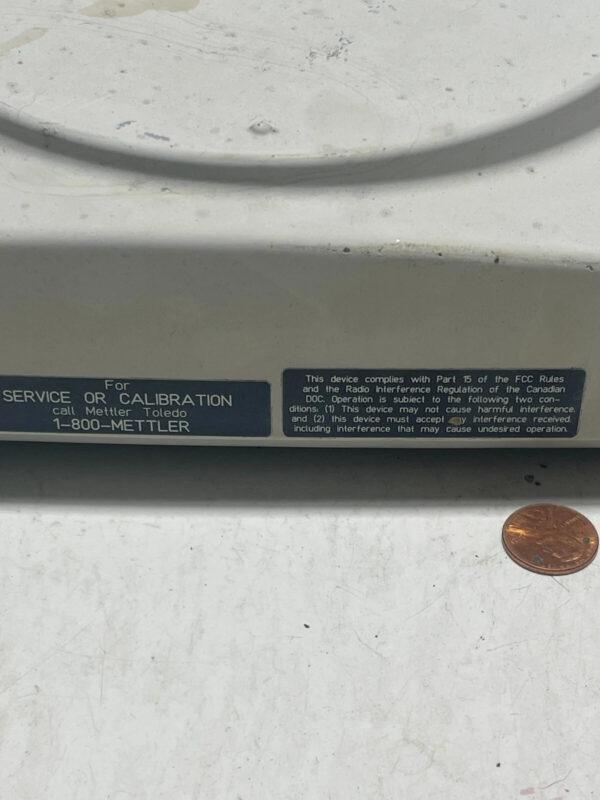 For
SERVICE OR CALIBRATION
call Mettler Toledo
1-800-METTLER
This device complies with Part 15 of the FCC Rules
and the Radio Interference Regulation of the Canadian
DOC. Operation is subject to the following two con-
ditions: (1) This device may not cause harmful interference.
and (2) this device must accept any interference received.
including interference that may cause undesired operation.